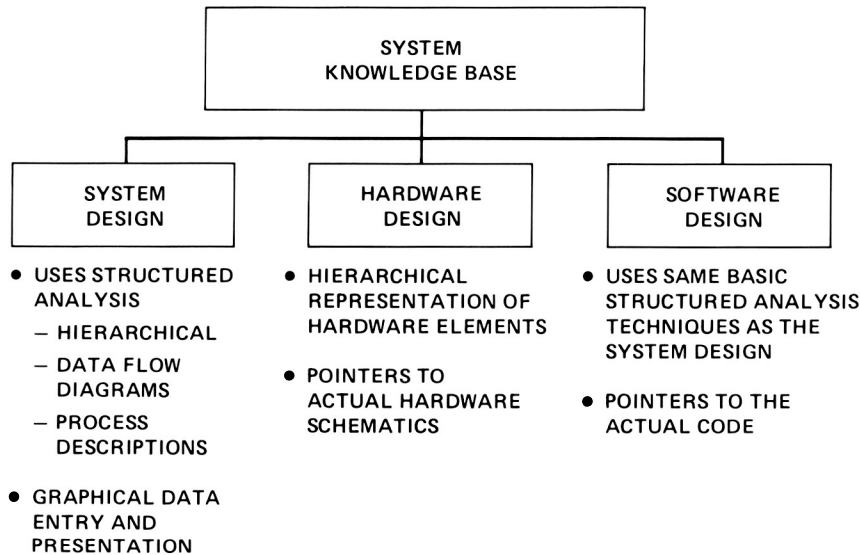 SYSTEM
KNOWLEDGE BASE
SYSTEM
DESIGN
● USES STRUCTURED
ANALYSIS
– HIERARCHICAL
– DATA FLOW
DIAGRAMS
– PROCESS
DESCRIPTIONS
● GRAPHICAL DATA
ENTRY AND
PRESENTATION
HARDWARE
DESIGN
● HIERARCHICAL
REPRESENTATION OF
HARDWARE ELEMENTS
● POINTERS TO
ACTUAL HARDWARE
SCHEMATICS
SOFTWARE
DESIGN
● USES SAME BASIC
STRUCTURED ANALYSIS
TECHNIQUES AS THE
SYSTEM DESIGN
● POINTERS TO THE
ACTUAL CODE